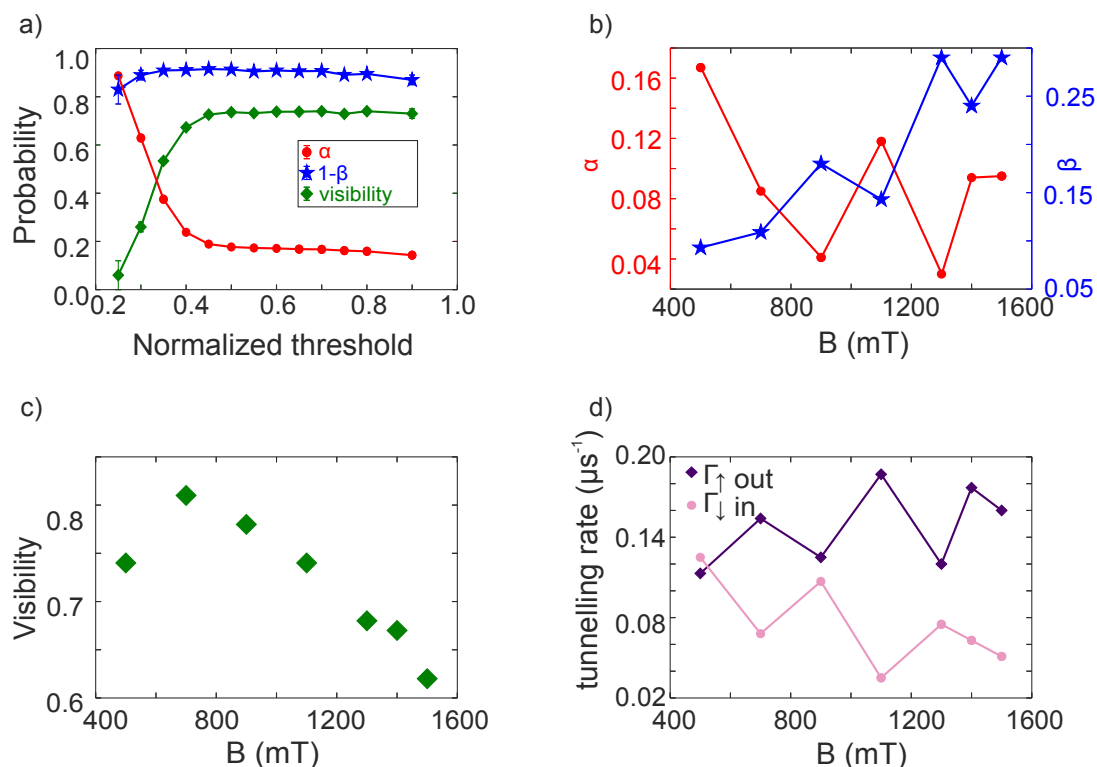 a)
Probability
1.0
0.8
0.6
0.4
0.2
0.0
α
1-β
visibility
0.2 0.4 0.6 0.8 1.0
Normalized threshold
b)
α
0.16
0.12
0.08
0.04
β
0.25
0.15
0.05
400 800 1200 1600
B (mT)
c)
Visibility
0.8
0.7
0.6
400 800 1200 1600
B (mT)
d)
tunnelling rate (µs⁻¹)
0.20
0.14
0.08
0.02
Γ↑ out
Γ↓ in
400 800 1200 1600
B (mT)